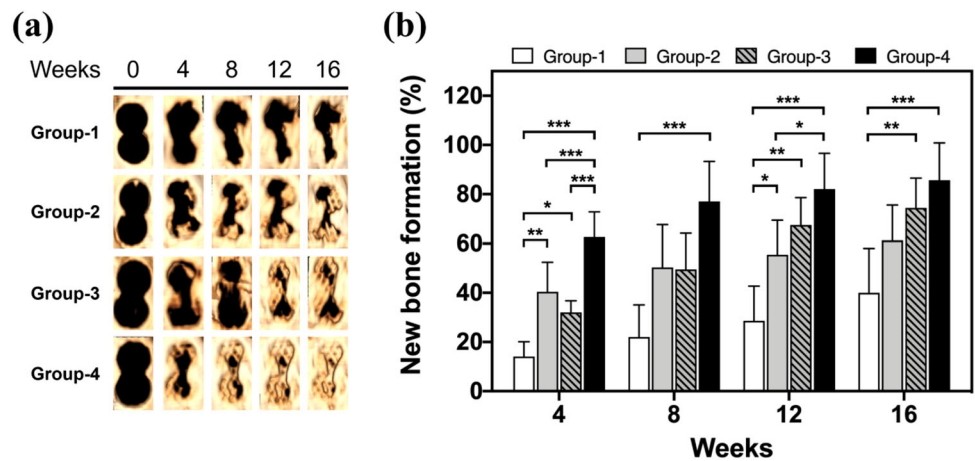 (a)
Weeks 0 4 8 12 16
Group-1
Group-2
Group-3
Group-4
(b)
Group-1 Group-2 Group-3 Group-4
New bone formation (%)
120
100
80
60
40
20
0
***
***
***
*
**
***
***
*
**
*
***
**
4 8 12 16
Weeks